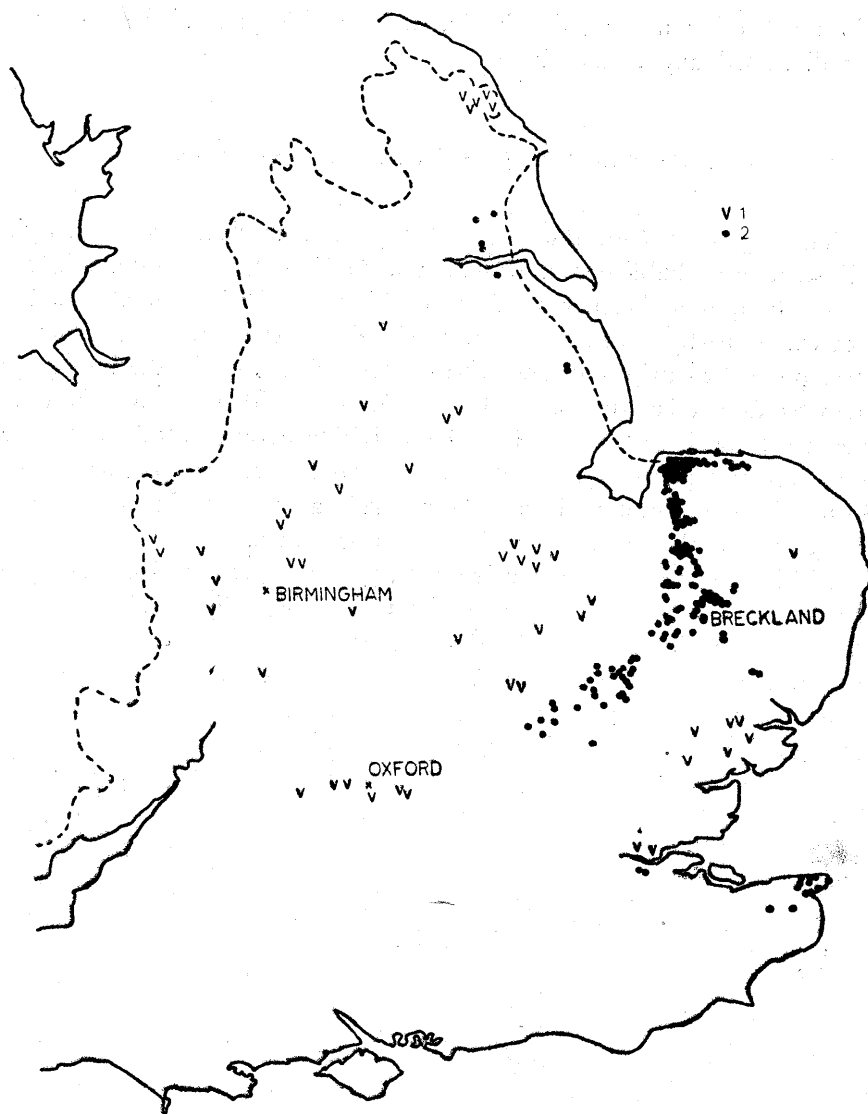 V 1
• 2
× BIRMINGHAM
BRECKLAND
OXFORD
×